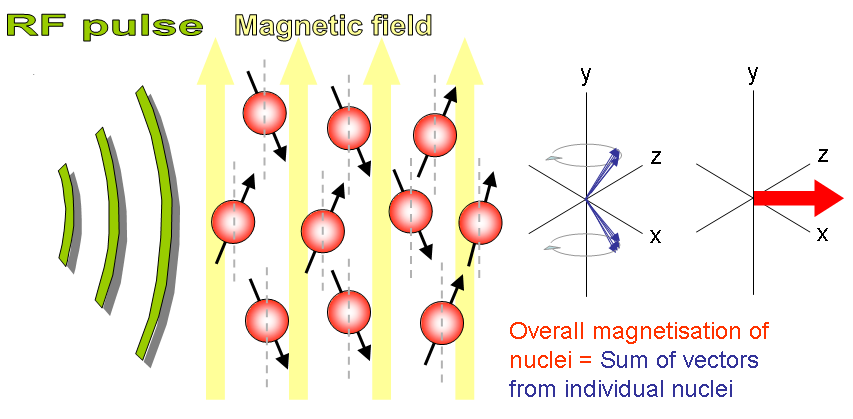 RF pulse
Magnetic field
y
z
x
y
z
x
Overall magnetisation of
nuclei = Sum of vectors
from individual nuclei